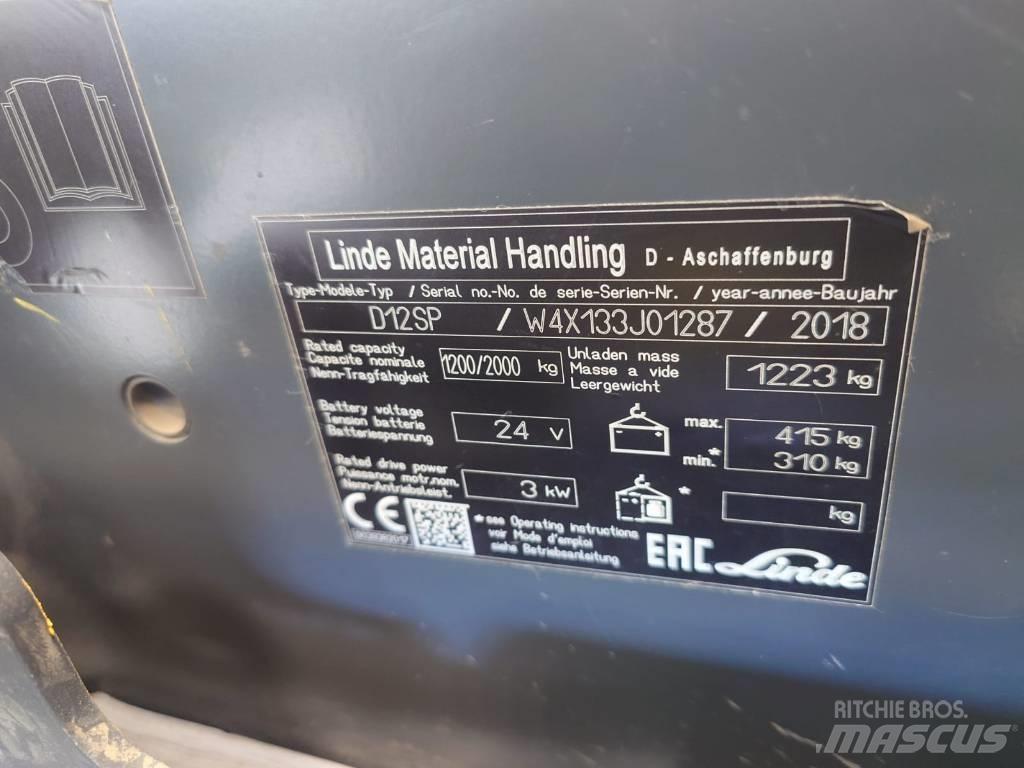 Linde Material Handling D - Aschaffenburg
Type-Modele-Typ / Serial no.-No. de serie-Serien-Nr. / year-annee-Baujahr
D12SP / W4X133J01287 / 2018
Rated capacity
Capacite nominale
Nenn-Tragfähigkeit
1200/2000 kg
Unladen mass
Masse a vide
Leergewicht
1223 kg
Battery voltage
Tension batterie
Batteriespannung
24 V
max. 415 kg
min.* 310 kg
Rated drive power
Puissance motr.nom.
Nenn-Antriebsleist.
3 kW
* kg
CE
*see Operating instructions
voir Mode d'emploi
siehe Betriebsanleitung
EAC Linde
RITCHIE BROS.
MASCUS